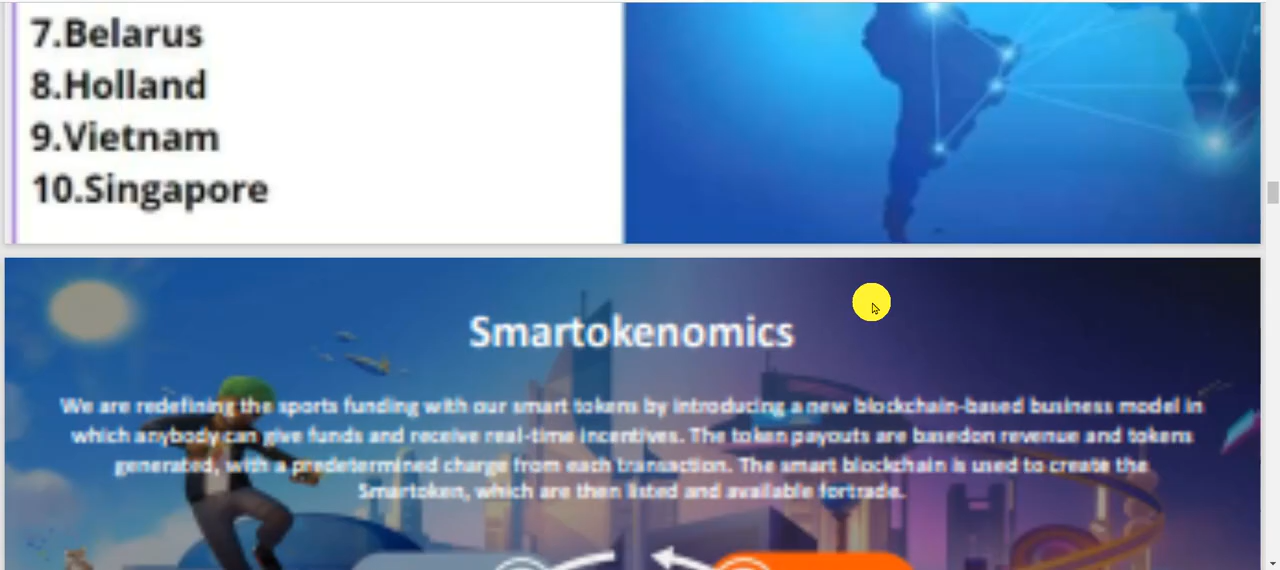 7.Belarus
8.Holland
9.Vietnam
10.Singapore
Smartokenomics
We are redefining the sports funding with our smart tokens by introducing a new blockchain-based business model in
which anybody can give funds and receive real-time incentives. The token payouts are basedon revenue and tokens
generated, with a predetermined charge from each transaction. The smart blockchain is used to create the
Smartoken, which are then listed and available fortrade.